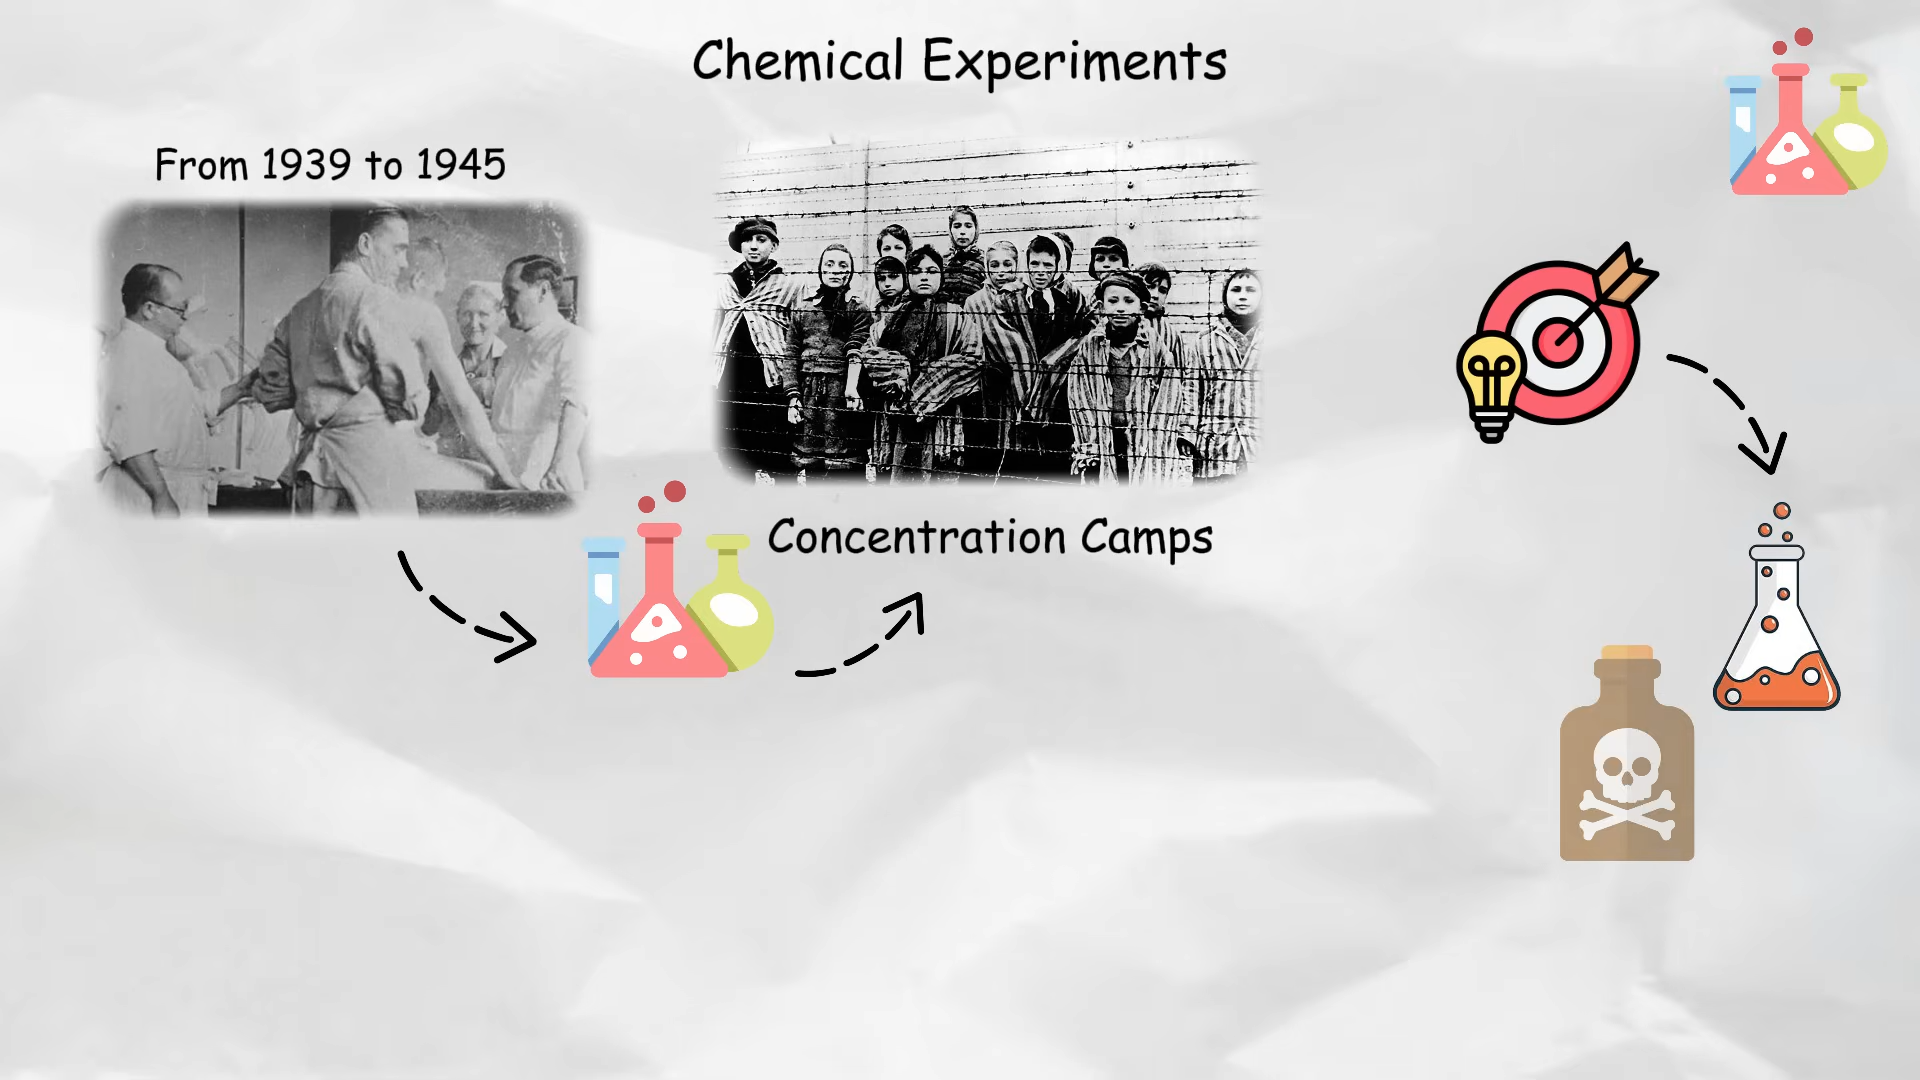 Chemical Experiments
From 1939 to 1945
Concentration Camps